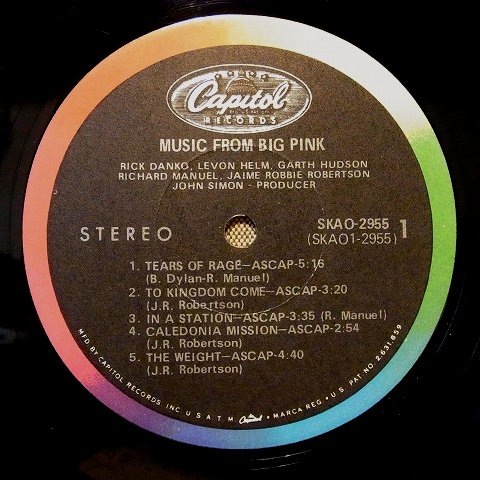 Capitol
RECORDS
MUSIC FROM BIG PINK
RICK DANKO, LEVON HELM, GARTH HUDSON
RICHARD MANUEL, JAIME ROBBIE ROBERTSON
JOHN SIMON - PRODUCER
STEREO
SKAO-2955
(SKAO1-2955)
1
1. TEARS OF RAGE—ASCAP-5:16
(B. Dylan-R. Manuel)
2. TO KINGDOM COME—ASCAP-3:20
(J.R. Robertson)
3. IN A STATION—ASCAP-3:35 (R. Manuel)
4. CALEDONIA MISSION—ASCAP-2:54
(J.R. Robertson)
5. THE WEIGHT—ASCAP-4:40
(J.R. Robertson)
MFD. BY CAPITOL RECORDS INC. U.S.A. T.M. Capitol • MARCA REG. • U.S. PAT. NO. 2,631,859